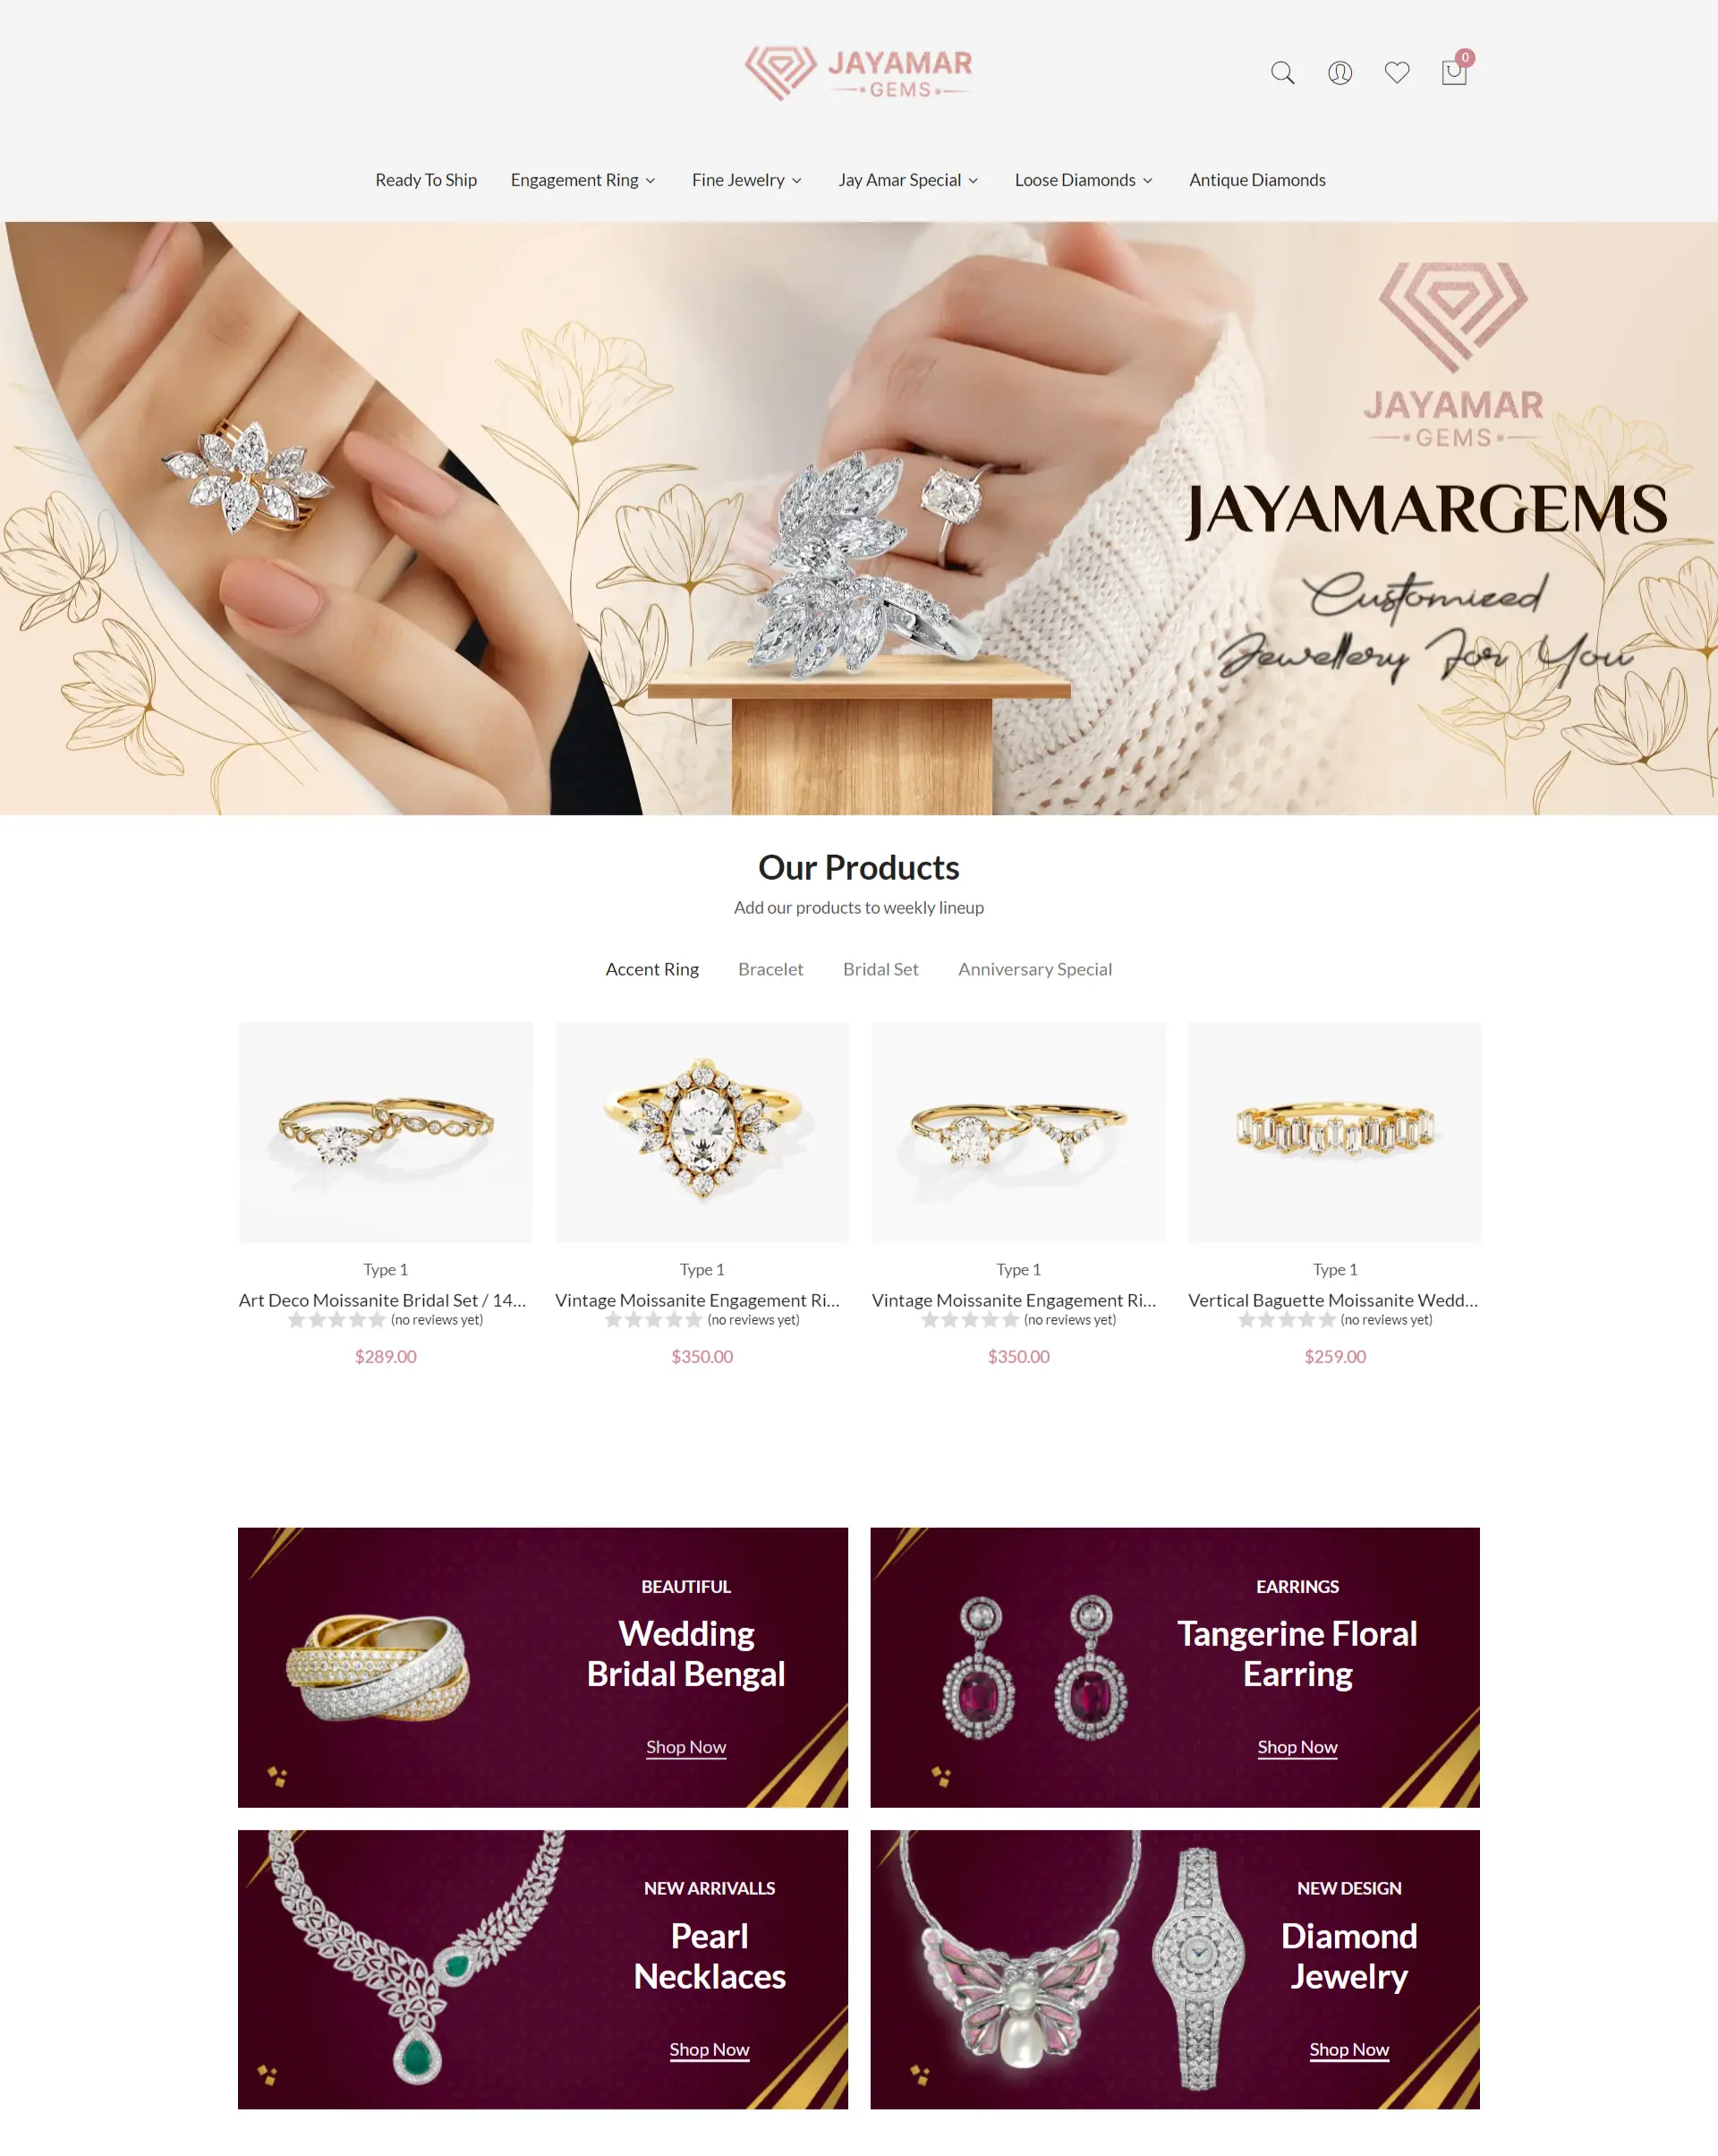 JAYAMAR
GEMS
0
Ready To Ship
Engagement Ring
Fine Jewelry
Jay Amar Special
Loose Diamonds
Antique Diamonds
JAYAMAR
GEMS
JAYAMARGEMS
Customized
Jewellery For You
Our Products
Add our products to weekly lineup
Accent Ring
Bracelet
Bridal Set
Anniversary Special
Type 1
Art Deco Moissanite Bridal Set / 14...
(no reviews yet)
$289.00
Type 1
Vintage Moissanite Engagement Ri...
(no reviews yet)
$350.00
Type 1
Vintage Moissanite Engagement Ri...
(no reviews yet)
$350.00
Type 1
Vertical Baguette Moissanite Wedd...
(no reviews yet)
$259.00
BEAUTIFUL
Wedding
Bridal Bengal
Shop Now
EARRINGS
Tangerine Floral
Earring
Shop Now
NEW ARRIVALLS
Pearl
Necklaces
Shop Now
NEW DESIGN
Diamond
Jewelry
Shop Now